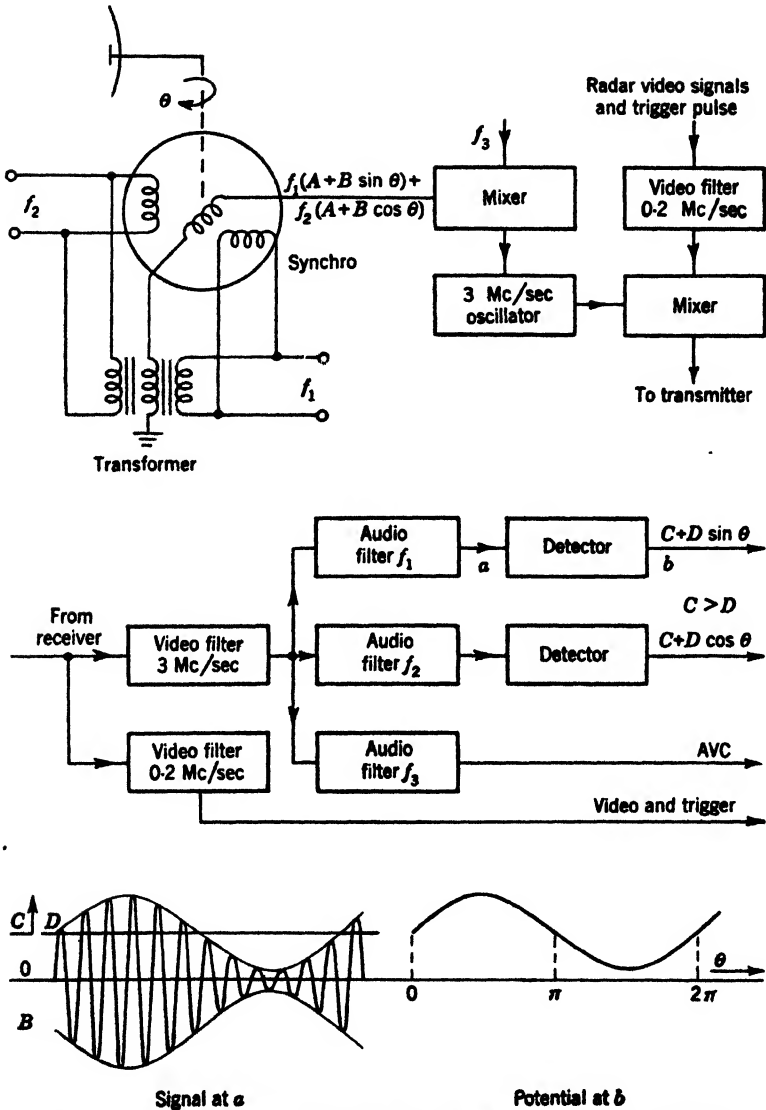 θ
f₂
f₁(A+B sin θ)+
f₂(A+B cos θ)
Synchro
f₁
Transformer
f₃
Mixer
3 Mc/sec
oscillator
Radar video signals
and trigger pulse
Video filter
0-2 Mc/sec
Mixer
To transmitter
From
receiver
Video filter
3 Mc/sec
Video filter
0-2 Mc/sec
Audio
filter f₁
a
Detector
C+D sin θ
b
C>D
Audio
filter f₂
Detector
C+D cos θ
Audio
filter f₃
AVC
Video and trigger
C
D
0
B
Signal at a
0
π
2π
θ
Potential at b